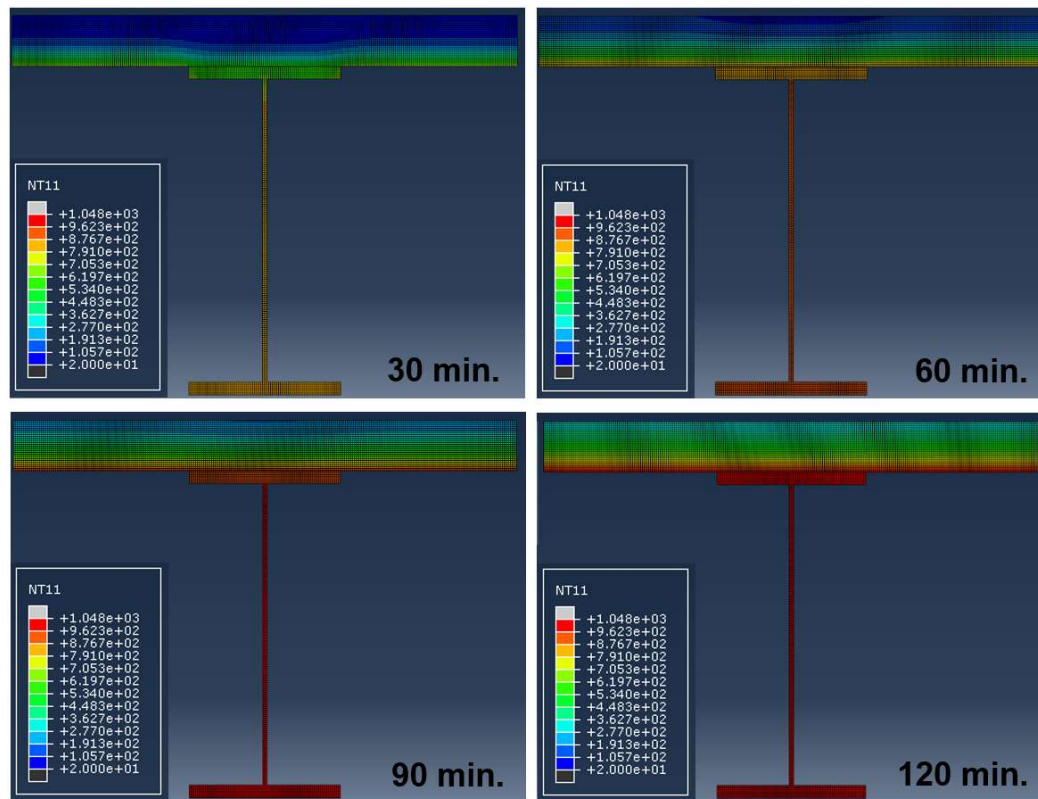 NT11
+1.048e+03
+9.623e+02
+8.767e+02
+7.910e+02
+7.053e+02
+6.197e+02
+5.340e+02
+4.483e+02
+3.627e+02
+2.770e+02
+1.913e+02
+1.057e+02
+2.000e+01
30 min.
NT11
+1.048e+03
+9.623e+02
+8.767e+02
+7.910e+02
+7.053e+02
+6.197e+02
+5.340e+02
+4.483e+02
+3.627e+02
+2.770e+02
+1.913e+02
+1.057e+02
+2.000e+01
60 min.
NT11
+1.048e+03
+9.623e+02
+8.767e+02
+7.910e+02
+7.053e+02
+6.197e+02
+5.340e+02
+4.483e+02
+3.627e+02
+2.770e+02
+1.913e+02
+1.057e+02
+2.000e+01
90 min.
NT11
+1.048e+03
+9.623e+02
+8.767e+02
+7.910e+02
+7.053e+02
+6.197e+02
+5.340e+02
+4.483e+02
+3.627e+02
+2.770e+02
+1.913e+02
+1.057e+02
+2.000e+01
120 min.